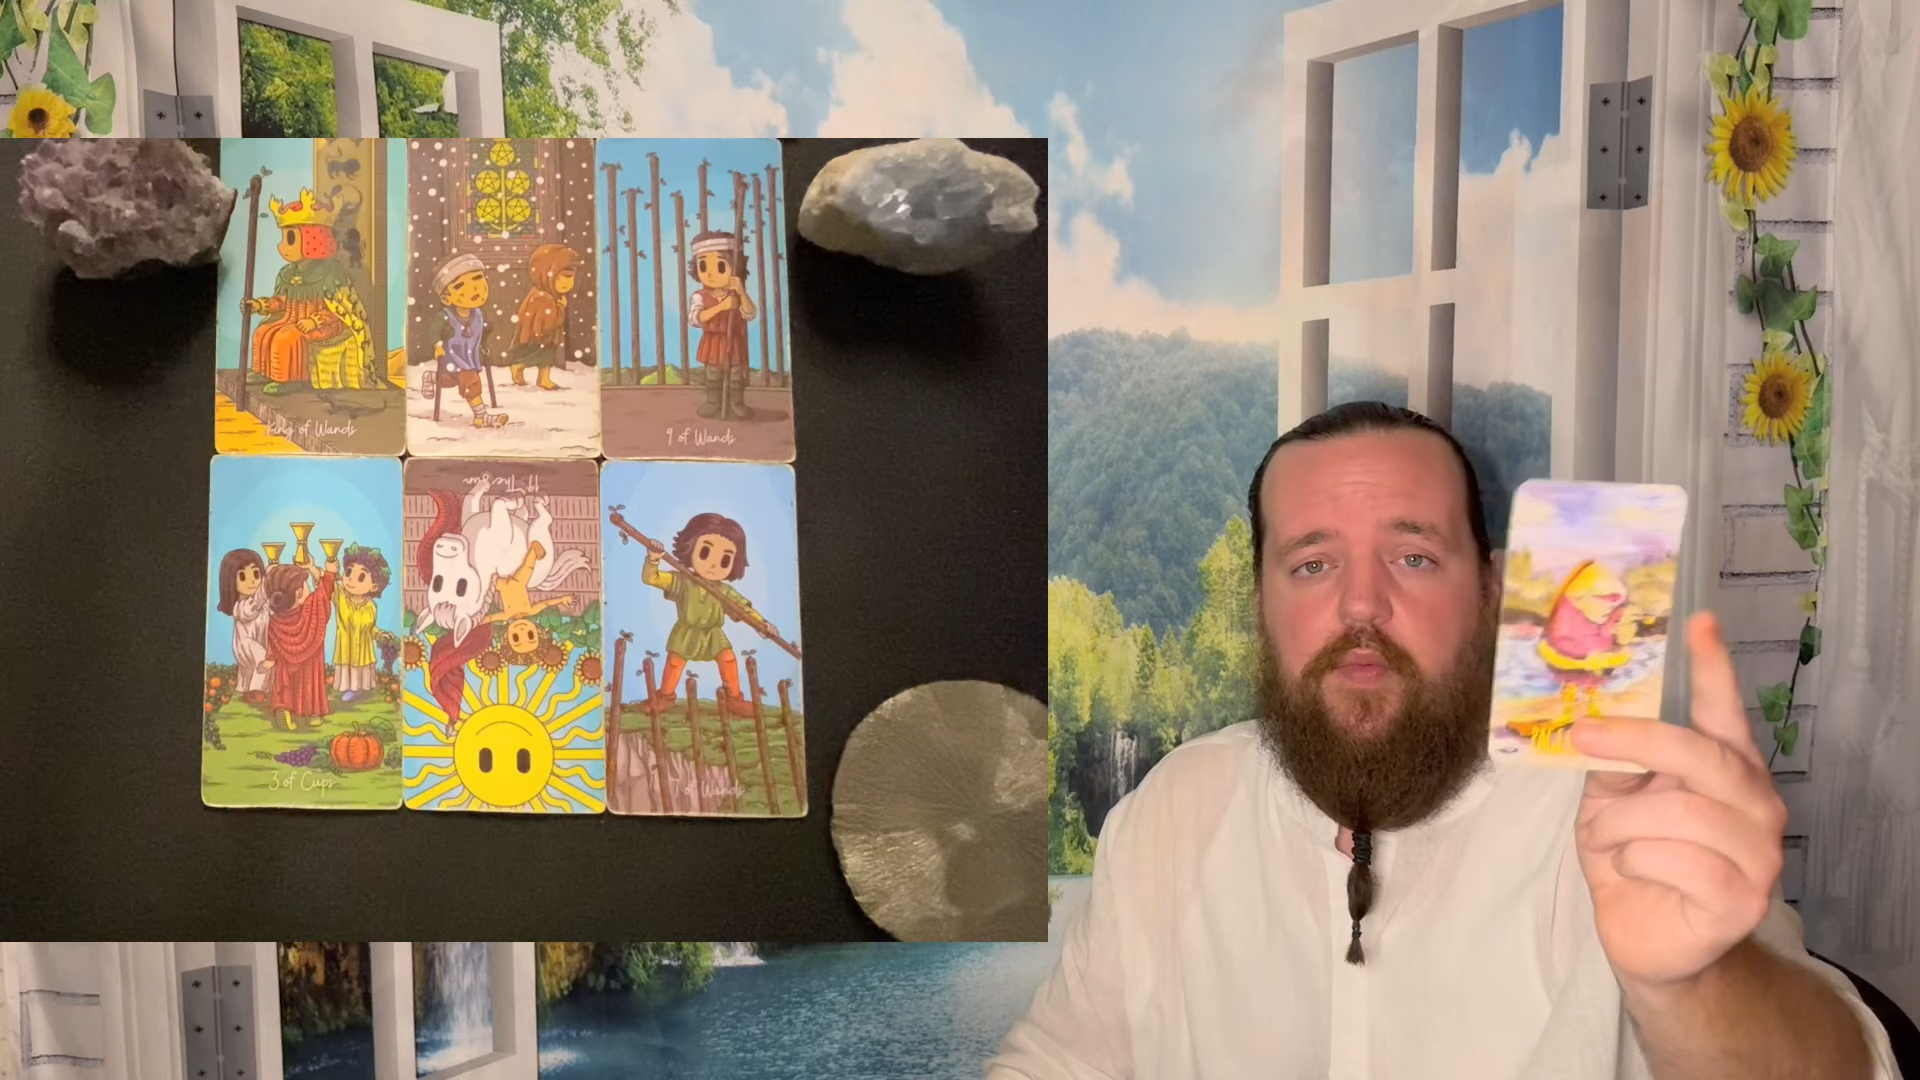 King of Wands
9 of Wands
3 of Cups
19 The Sun
7 of Wands